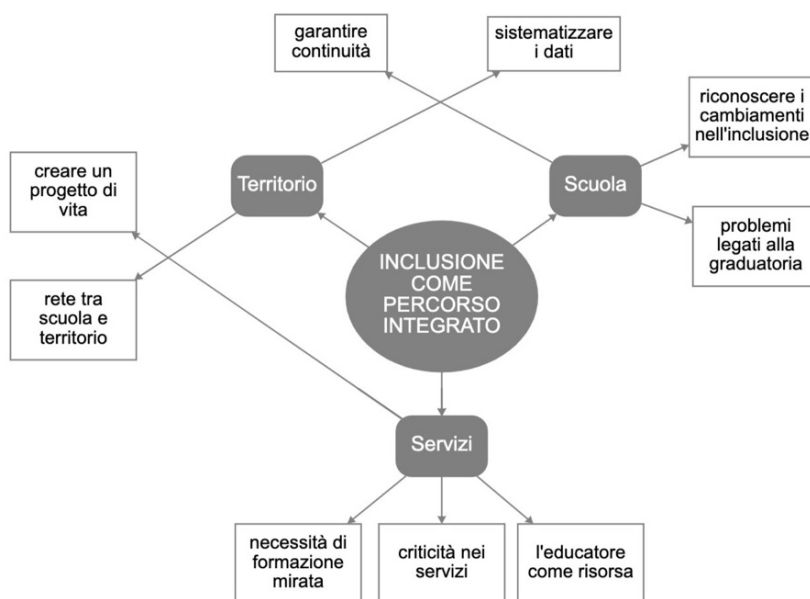 garantire
continuità
sistematizzare
i dati
riconoscere i
cambiamenti
nell'inclusione
creare un
progetto di
vita
Territorio
Scuola
problemi
legati alla
graduatoria
INCLUSIONE
COME
PERCORSO
INTEGRATO
rete tra
scuola e
territorio
Servizi
necessità di
formazione
mirata
criticità nei
servizi
l'educatore
come risorsa